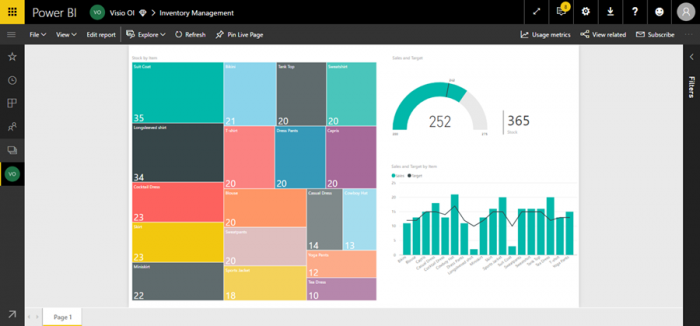 Power BI
VO
Visio OI
Inventory Management
File
View
Edit report
Explore
Refresh
Pin Live Page
Usage metrics
View related
Subscribe
Filters
VO
Stock by Item
Suit Coat
35
Longsleeved shirt
34
Cocktail Dress
23
Skirt
23
Miniskirt
22
Bikini
21
Tank Top
20
Sweatshirt
20
T-shirt
20
Dress Pants
20
Capris
20
Blouse
20
Sweatpants
20
Sports Jacket
18
Casual Dress
14
13
Yoga Pants
12
Tea Dress
10
Sales and Target
252
365
Stock
Sales and Target by Item
Sales
Target
Page 1